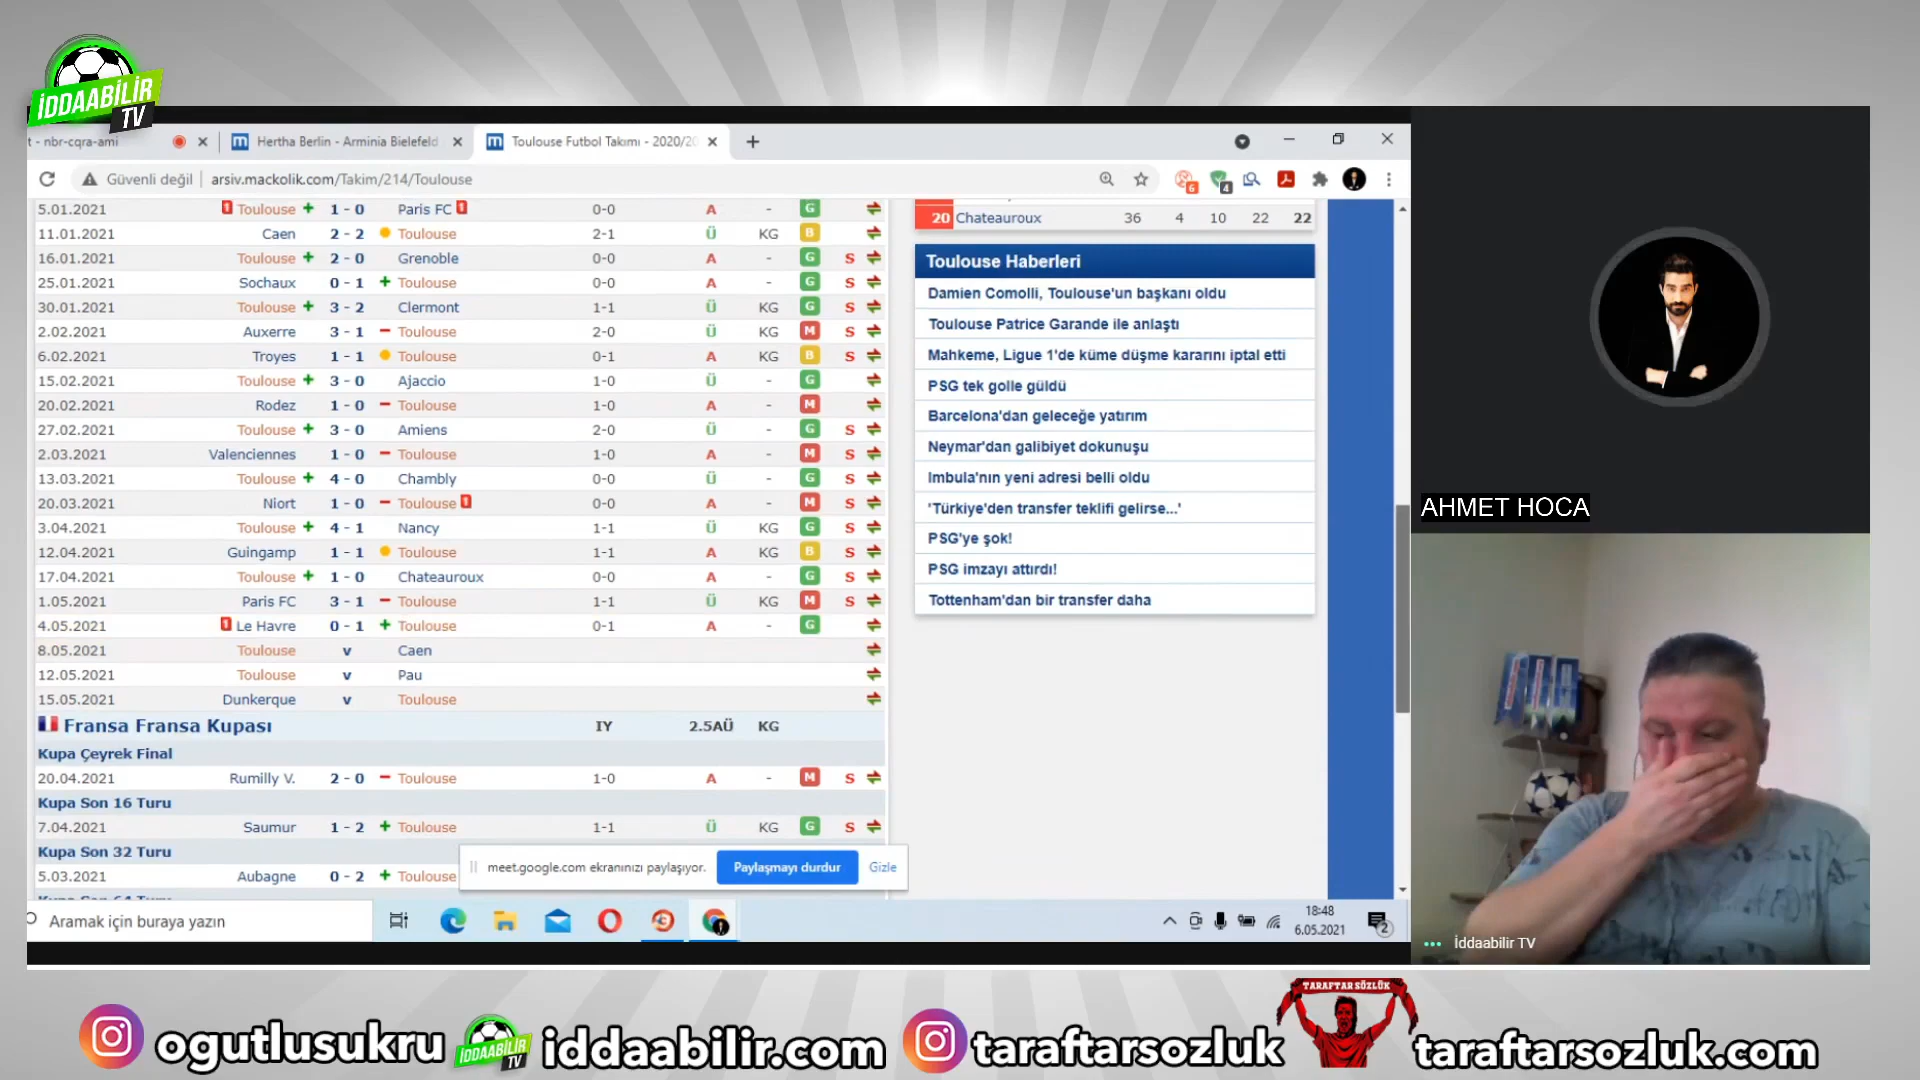 İDDAABİLİR
TV
t - nbr-cqra-ami
Hertha Berlin - Arminia Bielefeld
Toulouse Futbol Takımı - 2020/20
Güvenli değil
arsiv.mackolik.com/Takim/214/Toulouse
6
4
5.01.2021 1 Toulouse 1 - 0 Paris FC 1 0-0 A - G
11.01.2021 Caen 2 - 2 Toulouse 2-1 Ü KG B
16.01.2021 Toulouse 2 - 0 Grenoble 0-0 A - G S
25.01.2021 Sochaux 0 - 1 Toulouse 0-0 A - G S
30.01.2021 Toulouse 3 - 2 Clermont 1-1 Ü KG G S
2.02.2021 Auxerre 3 - 1 Toulouse 2-0 Ü KG M S
6.02.2021 Troyes 1 - 1 Toulouse 0-1 A KG B S
15.02.2021 Toulouse 3 - 0 Ajaccio 1-0 Ü - G
20.02.2021 Rodez 1 - 0 Toulouse 1-0 A - M
27.02.2021 Toulouse 3 - 0 Amiens 2-0 Ü - G S
2.03.2021 Valenciennes 1 - 0 Toulouse 1-0 A - M S
13.03.2021 Toulouse 4 - 0 Chambly 0-0 Ü - G S
20.03.2021 Niort 1 - 0 Toulouse 1 0-0 A - M S
3.04.2021 Toulouse 4 - 1 Nancy 1-1 Ü KG G S
12.04.2021 Guingamp 1 - 1 Toulouse 1-1 A KG B S
17.04.2021 Toulouse 1 - 0 Chateauroux 0-0 A - G S
1.05.2021 Paris FC 3 - 1 Toulouse 1-1 Ü KG M S
4.05.2021 1 Le Havre 0 - 1 Toulouse 0-1 A - G
8.05.2021 Toulouse v Caen
12.05.2021 Toulouse v Pau
15.05.2021 Dunkerque v Toulouse
Fransa Fransa Kupası IY 2.5AÜ KG
Kupa Çeyrek Final
20.04.2021 Rumilly V. 2 - 0 Toulouse 1-0 A - M S
Kupa Son 16 Turu
7.04.2021 Saumur 1 - 2 Toulouse 1-1 Ü KG G S
Kupa Son 32 Turu
5.03.2021 Aubagne 0 - 2 Toulouse
20 Chateauroux 36 4 10 22 22
Toulouse Haberleri
Damien Comolli, Toulouse'un başkanı oldu
Toulouse Patrice Garande ile anlaştı
Mahkeme, Ligue 1'de küme düşme kararını iptal etti
PSG tek golle güldü
Barcelona'dan geleceğe yatırım
Neymar'dan galibiyet dokunuşu
Imbula'nın yeni adresi belli oldu
'Türkiye'den transfer teklifi gelirse...'
PSG'ye şok!
PSG imzayı attırdı!
Tottenham'dan bir transfer daha
meet.google.com ekranınızı paylaşıyor. Paylaşmayı durdur Gizle
Aramak için buraya yazın
18:48
6.05.2021
2
AHMET HOCA
İddaabilir TV
ogutlusukru
İDDAABİLİR
TV
iddaabilir.com
taraftarsozluk
TARAFTAR SÖZLÜK
taraftarsozluk.com